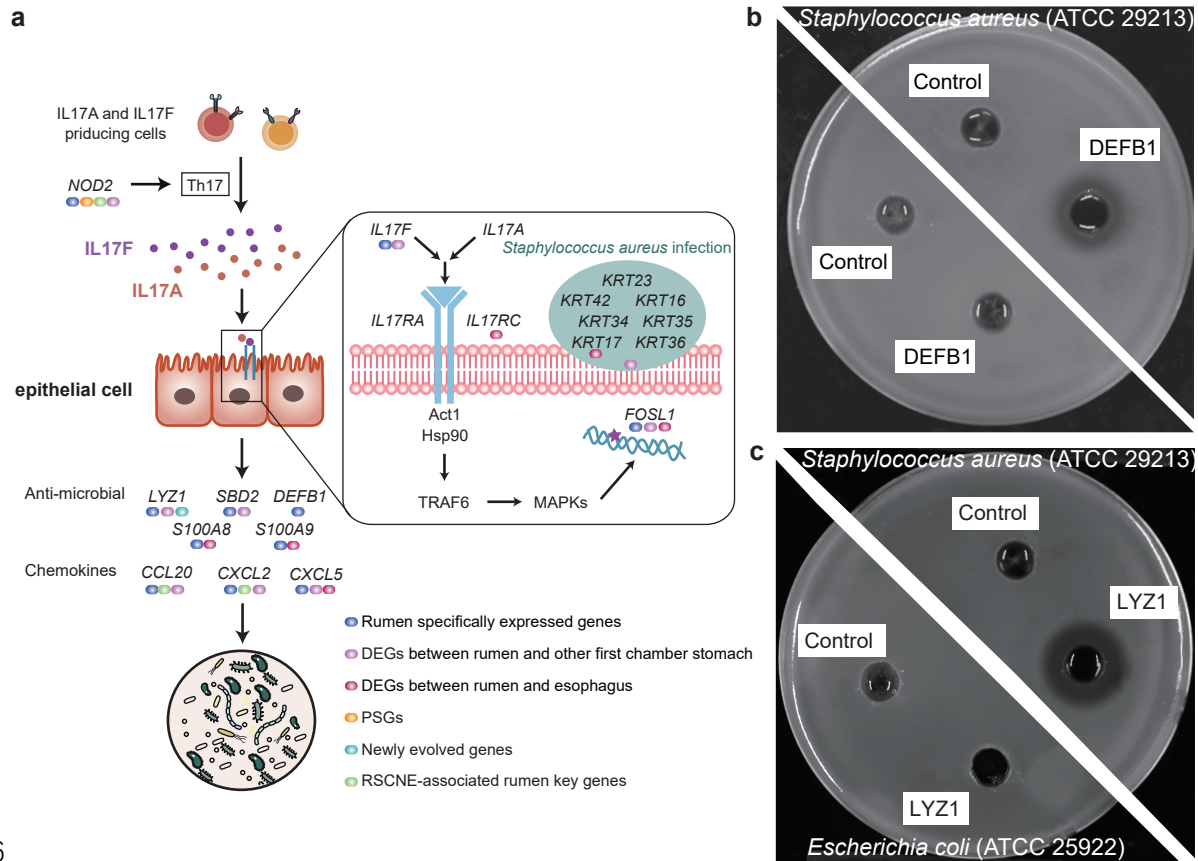 a
IL17A and IL17F
priducing cells
NOD2
Th17
IL17F
IL17A
epithelial cell
IL17F
IL17A
Staphylococcus aureus infection
KRT23
KRT42 KRT16
KRT34 KRT35
KRT17 KRT36
IL17RA
IL17RC
Act1
Hsp90
FOSL1
TRAF6
MAPKs
Anti-microbial
LYZ1 SBD2 DEFB1
S100A8 S100A9
Chemokines
CCL20 CXCL2 CXCL5
Rumen specifically expressed genes
DEGs between rumen and other first chamber stomach
DEGs between rumen and esophagus
PSGs
Newly evolved genes
RSCNE-associated rumen key genes
b
Staphylococcus aureus (ATCC 29213)
Control
DEFB1
Control
DEFB1
c
Staphylococcus aureus (ATCC 29213)
Control
LYZ1
Control
LYZ1
Escherichia coli (ATCC 25922)